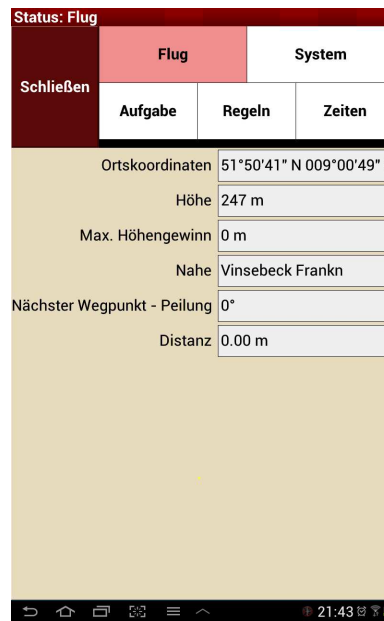 Status: Flug
Schließen
Flug
System
Aufgabe
Regeln
Zeiten
Ortskoordinaten 51°50'41" N 009°00'49"
Höhe 247 m
Max. Höhengewinn 0 m
Nahe Vinsebeck Frankn
Nächster Wegpunkt - Peilung 0°
Distanz 0.00 m
21:43